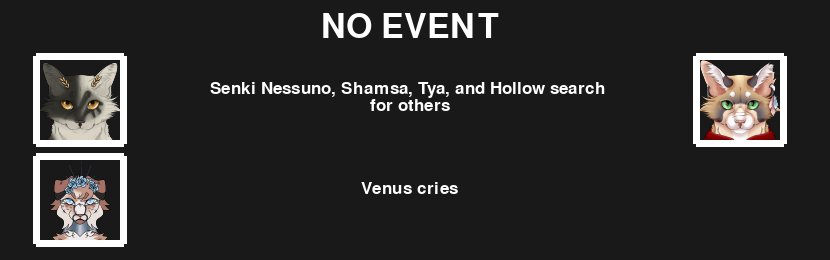 NO EVENT
Senki Nessuno, Shamsa, Tya, and Hollow search
for others
Venus cries